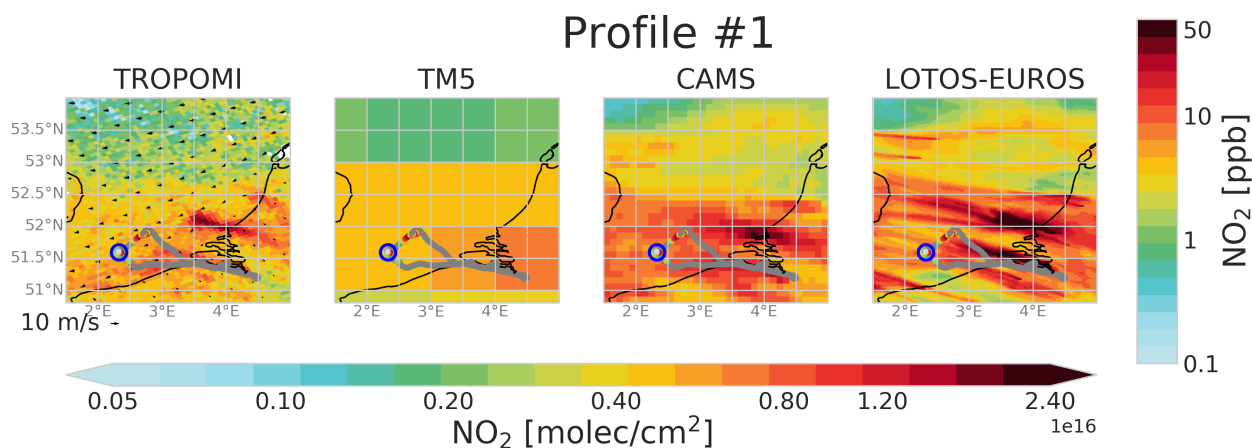 Profile #1
TROPOMI
TM5
CAMS
LOTOS-EUROS
53.5°N
53°N
52.5°N
52°N
51.5°N
51°N
2°E 3°E 4°E
2°E 3°E 4°E
2°E 3°E 4°E
2°E 3°E 4°E
10 m/s
50
10
1
0.1
NO₂ [ppb]
0.05 0.10 0.20 0.40 0.80 1.20 2.40
1e16
NO₂ [molec/cm²]